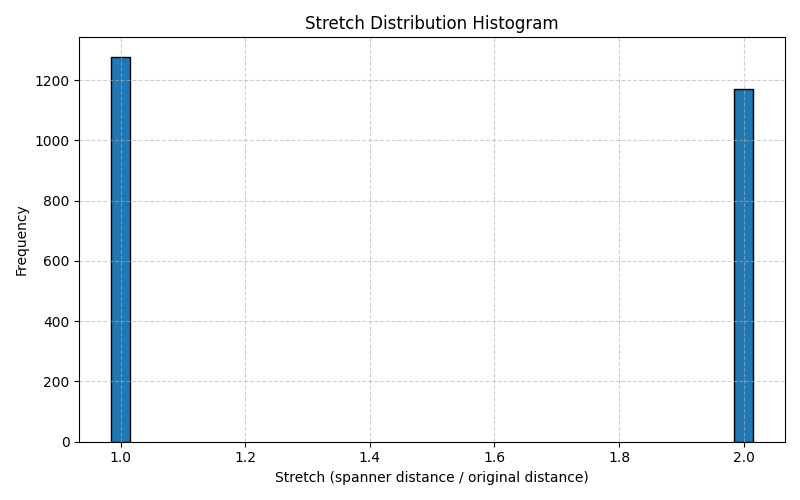 Stretch Distribution Histogram
Frequency
1200
1000
800
600
400
200
0
1.0 1.2 1.4 1.6 1.8 2.0
Stretch (spanner distance / original distance)